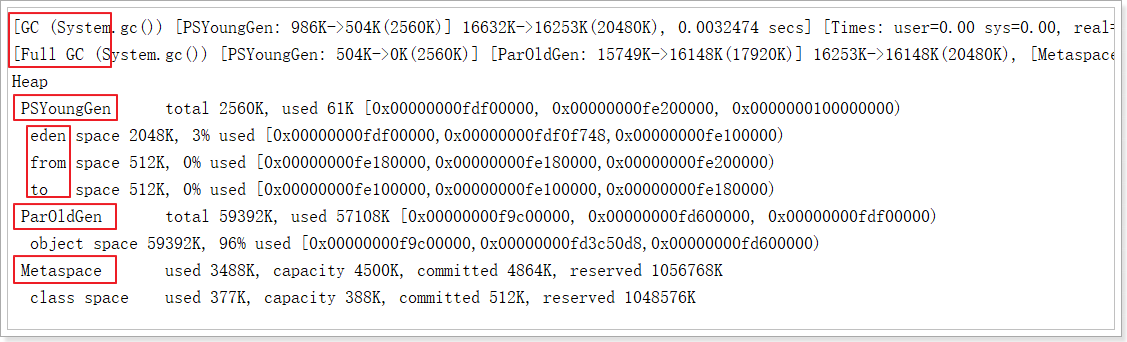 [GC (System.gc()) [PSYoungGen: 986K->504K(2560K)] 16632K->16253K(20480K), 0.0032474 secs] [Times: user=0.00 sys=0.00, real=
[Full GC (System.gc()) [PSYoungGen: 504K->0K(2560K)] [ParOldGen: 15749K->16148K(17920K)] 16253K->16148K(20480K), [Metaspace
Heap
PSYoungGen total 2560K, used 61K [0x00000000fdf00000, 0x00000000fe200000, 0x0000000100000000)
eden space 2048K, 3% used [0x00000000fdf00000,0x00000000fdf0f748,0x00000000fe100000)
from space 512K, 0% used [0x00000000fe180000,0x00000000fe180000,0x00000000fe200000)
to space 512K, 0% used [0x00000000fe100000,0x00000000fe100000,0x00000000fe180000)
ParOldGen total 59392K, used 57108K [0x00000000f9c00000, 0x00000000fd600000, 0x00000000fdf00000)
object space 59392K, 96% used [0x00000000f9c00000,0x00000000fd3c50d8,0x00000000fd600000)
Metaspace used 3488K, capacity 4500K, committed 4864K, reserved 1056768K
class space used 377K, capacity 388K, committed 512K, reserved 1048576K